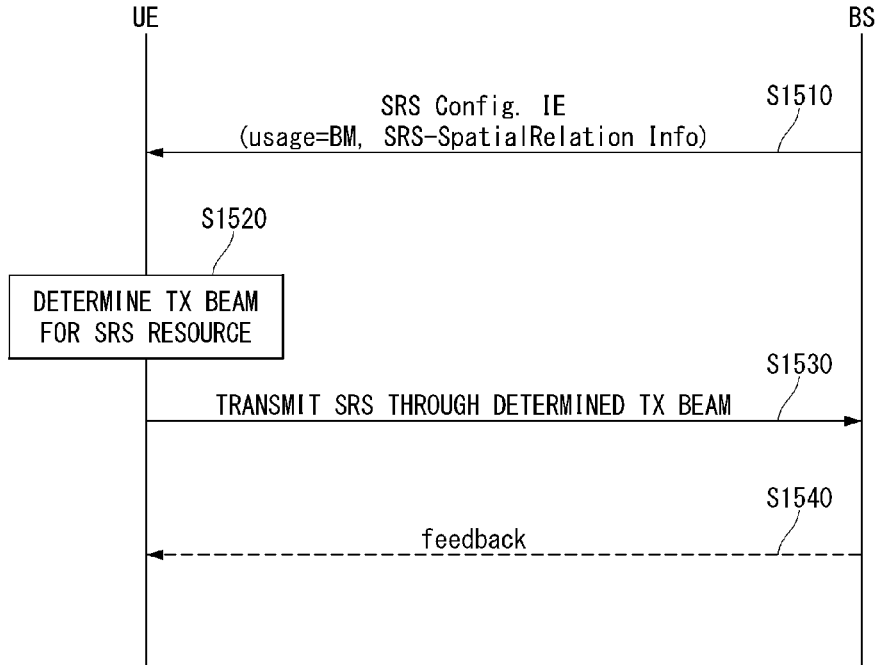 UE
BS
SRS Config. IE
(usage=BM, SRS-SpatialRelation Info)
S1510
S1520
DETERMINE TX BEAM
FOR SRS RESOURCE
S1530
TRANSMIT SRS THROUGH DETERMINED TX BEAM
S1540
feedback